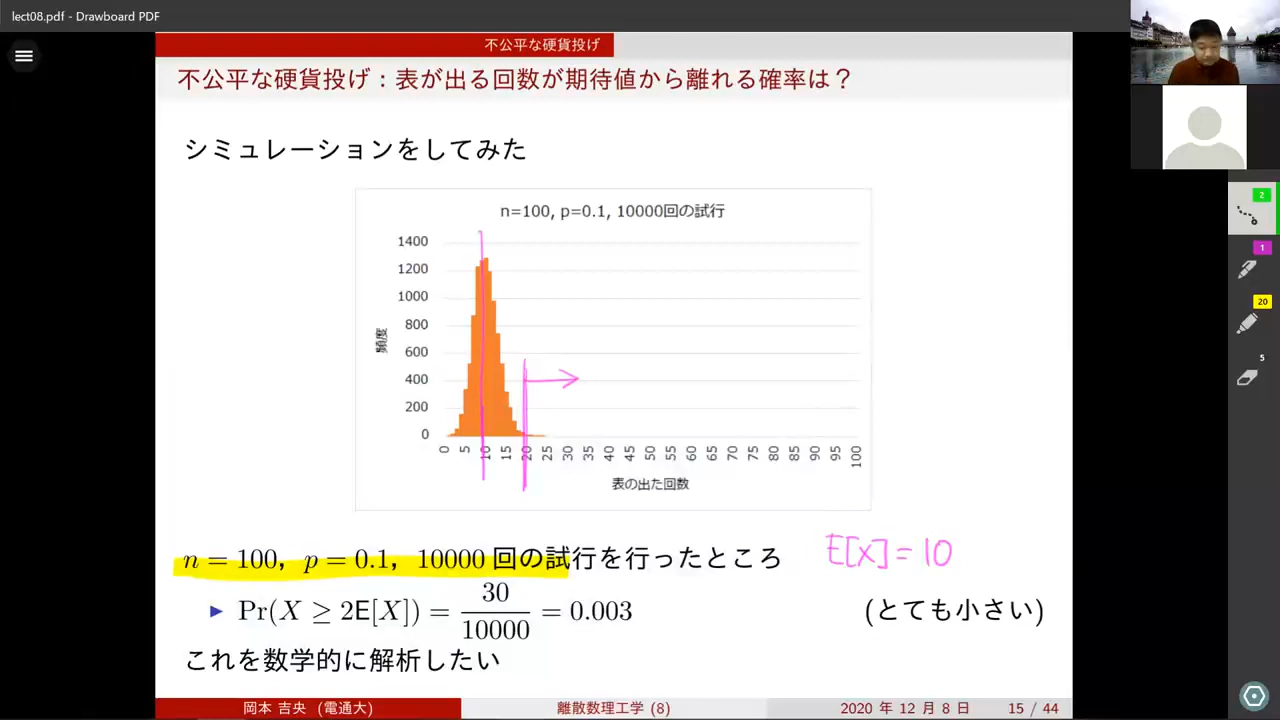 lect08.pdf - Drawboard PDF
不公平な硬貨投げ
不公平な硬貨投げ：表が出る回数が期待値から離れる確率は？
シミュレーションをしてみた
n=100, p=0.1, 10000回の試行
1400
1200
1000
800
600
400
200
0
頻度
0 5 10 15 20 25 30 35 40 45 50 55 60 65 70 75 80 85 90 95 100
表の出た回数
n = 100， p = 0.1， 10000 回の試行を行ったところ E[X] = 10
▶ Pr(X ≥ 2E[X]) = 30/10000 = 0.003 (とても小さい)
これを数学的に解析したい
岡本 吉央 (電通大) 離散数理工学 (8) 2020 年 12 月 8 日 15 / 44
2
1
20
5